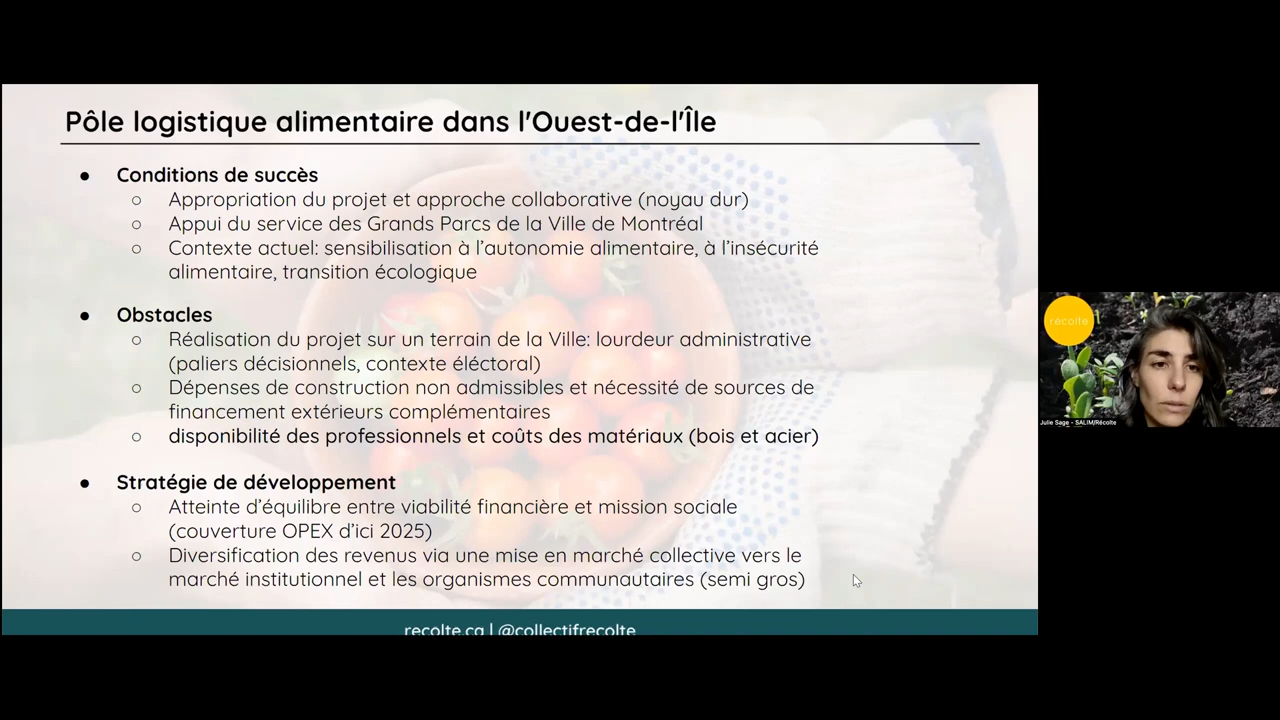 Pôle logistique alimentaire dans l'Ouest-de-l'Île
● Conditions de succès
○ Appropriation du projet et approche collaborative (noyau dur)
○ Appui du service des Grands Parcs de la Ville de Montréal
○ Contexte actuel: sensibilisation à l'autonomie alimentaire, à l'insécurité
alimentaire, transition écologique
● Obstacles
○ Réalisation du projet sur un terrain de la Ville: lourdeur administrative
(paliers décisionnels, contexte éléctoral)
○ Dépenses de construction non admissibles et nécessité de sources de
financement extérieurs complémentaires
○ disponibilité des professionnels et coûts des matériaux (bois et acier)
● Stratégie de développement
○ Atteinte d'équilibre entre viabilité financière et mission sociale
(couverture OPEX d'ici 2025)
○ Diversification des revenus via une mise en marché collective vers le
marché institutionnel et les organismes communautaires (semi gros)
recolte.ca | @collectifrecolte
récolte
Julie Sage - SALIM/Récolte